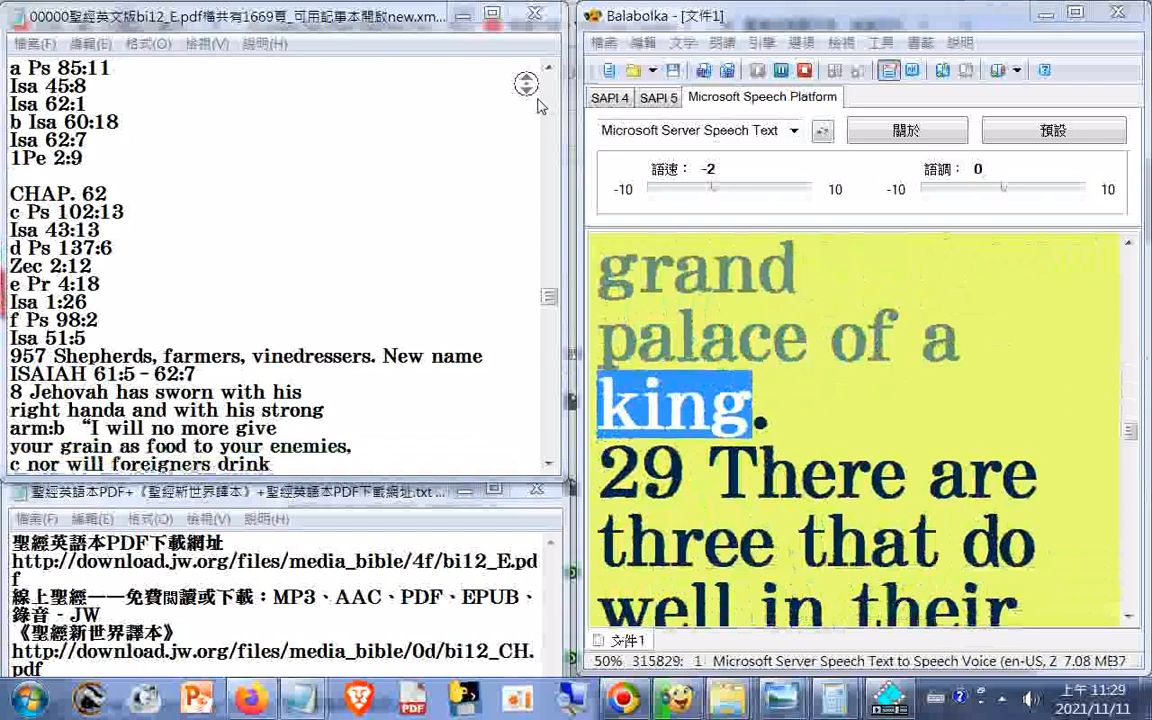 00000聖經英文版bi12_E.pdf檔共有1669頁_可用記事本開啟new.xm...
檔案(F) 編輯(E) 格式(O) 檢視(V) 說明(H)
a Ps 85:11
Isa 45:8
Isa 62:1
b Isa 60:18
Isa 62:7
1Pe 2:9
CHAP. 62
c Ps 102:13
Isa 43:13
d Ps 137:6
Zec 2:12
e Pr 4:18
Isa 1:26
f Ps 98:2
Isa 51:5
957 Shepherds, farmers, vinedressers. New name
ISAIAH 61:5–62:7
8 Jehovah has sworn with his
right handa and with his strong
arm:b “I will no more give
your grain as food to your enemies,
c nor will foreigners drink
聖經英語本PDF+《聖經新世界譯本》+聖經英語本PDF下載網址.txt ...
檔案(F) 編輯(E) 格式(O) 檢視(V) 說明(H)
聖經英語本PDF下載網址
http://download.jw.org/files/media_bible/4f/bi12_E.pd
f
線上聖經——免費閱讀或下載：MP3、AAC、PDF、EPUB、
錄音 - JW
《聖經新世界譯本》
http://download.jw.org/files/media_bible/0d/bi12_CH.
pdf
Balabolka - [文件1]
檔案 編輯 文字 朗讀 引擎 選項 檢視 工具 書籤 說明
SAPI 4 SAPI 5 Microsoft Speech Platform
Microsoft Server Speech Text 關於 預設
語速： -2 語調： 0
-10 10 -10 10
grand
palace of a
king.
29 There are
three that do
well in their
文件1
50% 315829: 1 Microsoft Server Speech Text to Speech Voice (en-US, Z 7.08 MB37
上午 11:29
2021/11/11